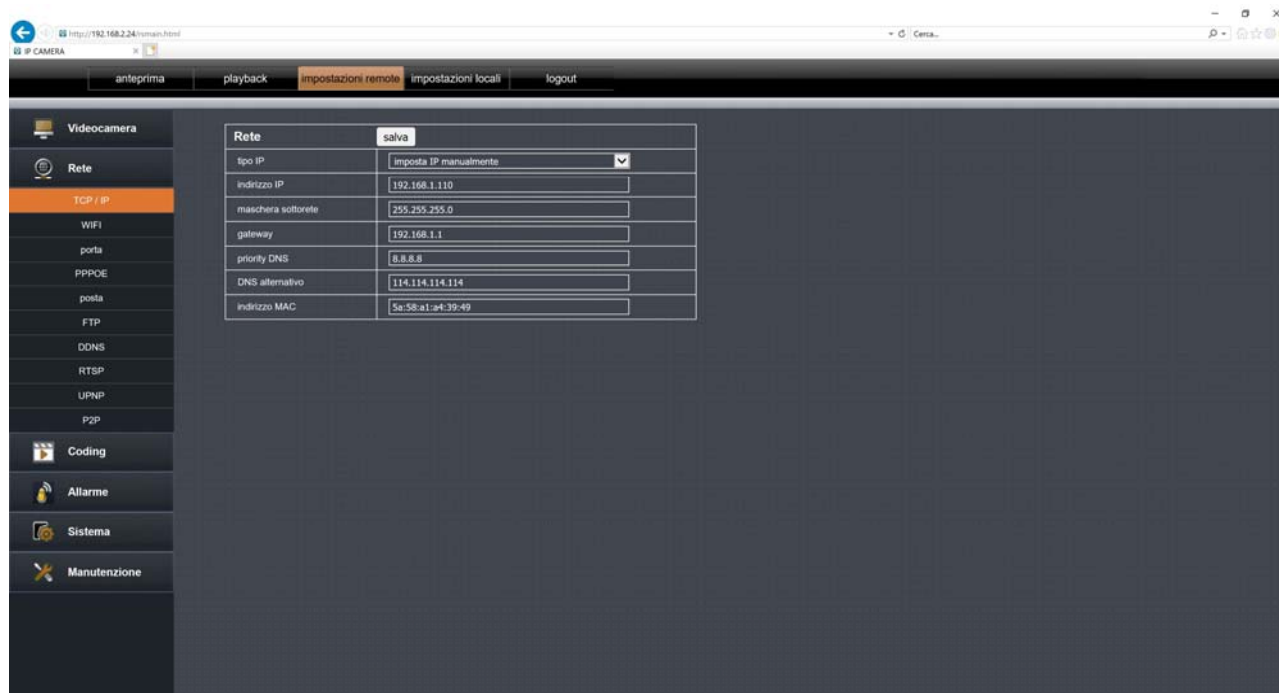 http://192.168.2.24/rsmain.html
Cerca...
IP CAMERA
anteprima playback impostazioni remote impostazioni locali logout
Videocamera
Rete
TCP / IP
WIFI
porta
PPPOE
posta
FTP
DDNS
RTSP
UPNP
P2P
Coding
Allarme
Sistema
Manutenzione
Rete salva
tipo IP imposta IP manualmente
indirizzo IP 192.168.1.110
maschera sottorete 255.255.255.0
gateway 192.168.1.1
priority DNS 8.8.8.8
DNS alternativo 114.114.114.114
indirizzo MAC 5a:58:a1:a4:39:49